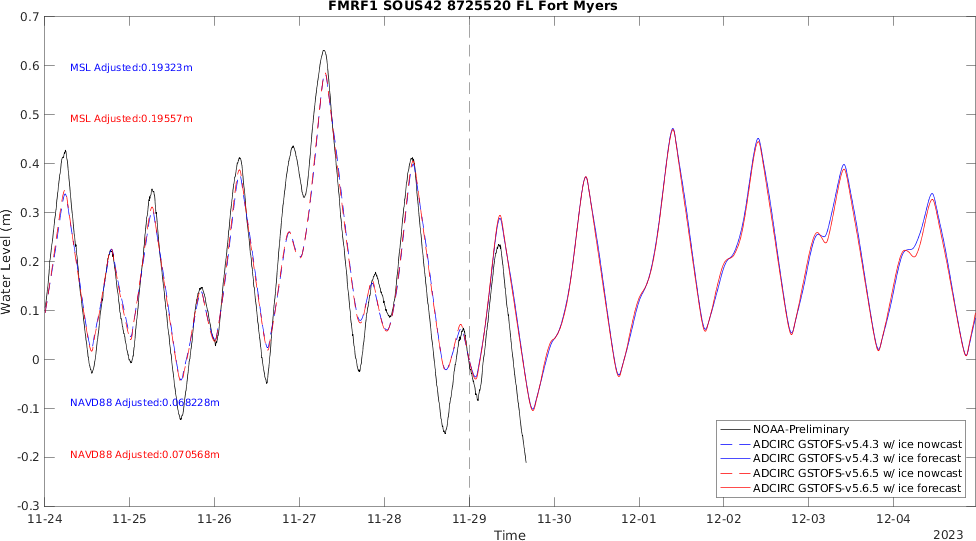 FMRF1 SOUS42 8725520 FL Fort Myers
0.7
0.6
0.5
0.4
0.3
0.2
0.1
0
-0.1
-0.2
-0.3
Water Level (m)
MSL Adjusted:0.19323m
MSL Adjusted:0.19557m
NAVD88 Adjusted:0.068228m
NAVD88 Adjusted:0.070568m
NOAA-Preliminary
ADCIRC GSTOFS-v5.4.3 w/ ice nowcast
ADCIRC GSTOFS-v5.4.3 w/ ice forecast
ADCIRC GSTOFS-v5.6.5 w/ ice nowcast
ADCIRC GSTOFS-v5.6.5 w/ ice forecast
11-24 11-25 11-26 11-27 11-28 11-29 11-30 12-01 12-02 12-03 12-04
Time
2023